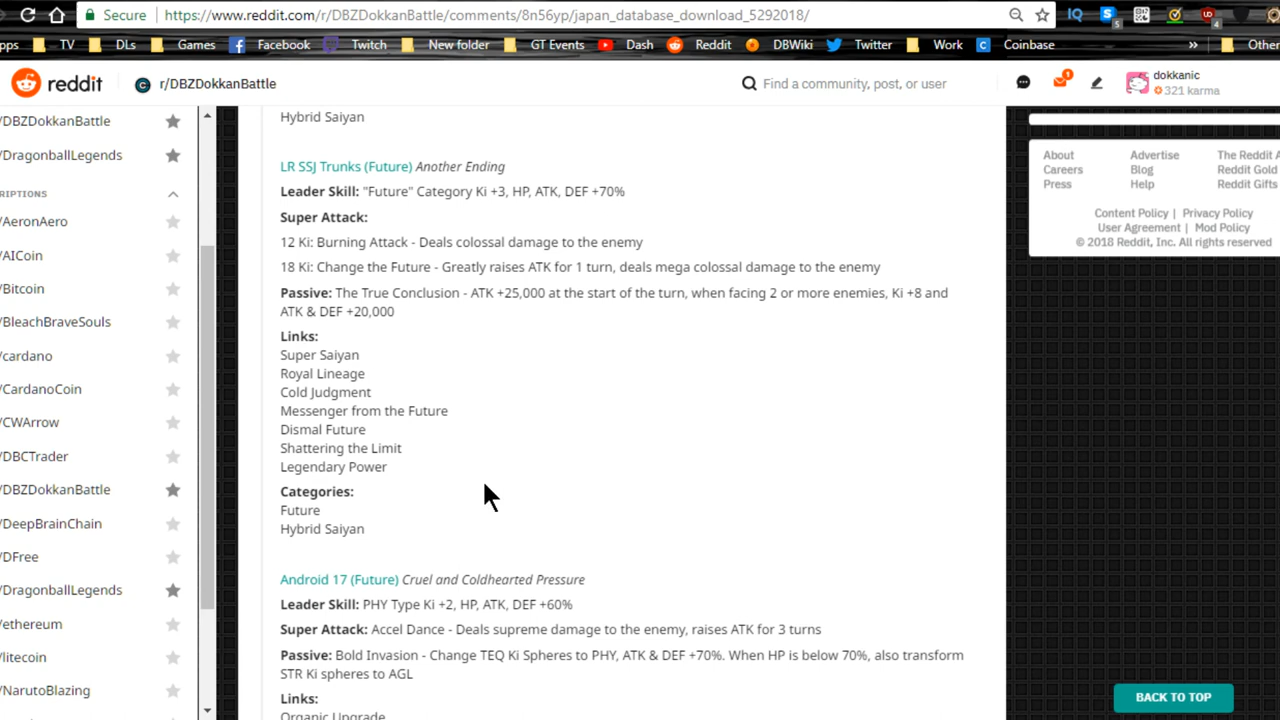 Secure | https://www.reddit.com/r/DBZDokkanBattle/comments/8n56yp/japan_database_download_5292018/
IQ S 5 4
pps TV DLs Games Facebook Twitch New folder GT Events Dash Reddit DBWiki Twitter Work Coinbase » Other
reddit r/DBZDokkanBattle Find a community, post, or user 1 dokkanic
321 karma
/DBZDokkanBattle
/DragonballLegends
RIPTIONS
/AeronAero
/AICoin
/Bitcoin
/BleachBraveSouls
/cardano
/CardanoCoin
/CWArrow
/DBCTrader
/DBZDokkanBattle
/DeepBrainChain
/DFree
/DragonballLegends
/ethereum
/litecoin
/NarutoBlazing
Hybrid Saiyan
LR SSJ Trunks (Future) Another Ending
Leader Skill: "Future" Category Ki +3, HP, ATK, DEF +70%
Super Attack:
12 Ki: Burning Attack - Deals colossal damage to the enemy
18 Ki: Change the Future - Greatly raises ATK for 1 turn, deals mega colossal damage to the enemy
Passive: The True Conclusion - ATK +25,000 at the start of the turn, when facing 2 or more enemies, Ki +8 and
ATK & DEF +20,000
Links:
Super Saiyan
Royal Lineage
Cold Judgment
Messenger from the Future
Dismal Future
Shattering the Limit
Legendary Power
Categories:
Future
Hybrid Saiyan
Android 17 (Future) Cruel and Coldhearted Pressure
Leader Skill: PHY Type Ki +2, HP, ATK, DEF +60%
Super Attack: Accel Dance - Deals supreme damage to the enemy, raises ATK for 3 turns
Passive: Bold Invasion - Change TEQ Ki Spheres to PHY, ATK & DEF +70%. When HP is below 70%, also transform
STR Ki spheres to AGL
Links:
Organic Upgrade
About Advertise The Reddit A
Careers Blog Reddit Gold
Press Help Reddit Gifts
Content Policy | Privacy Policy
User Agreement | Mod Policy
© 2018 Reddit, Inc. All rights reserved
BACK TO TOP